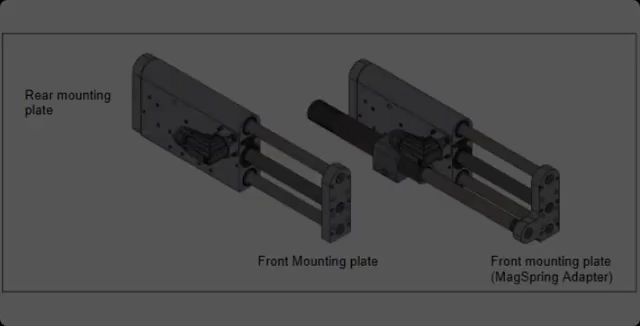 Rear mounting
plate
Front Mounting plate
Front mounting plate
(MagSpring Adapter)